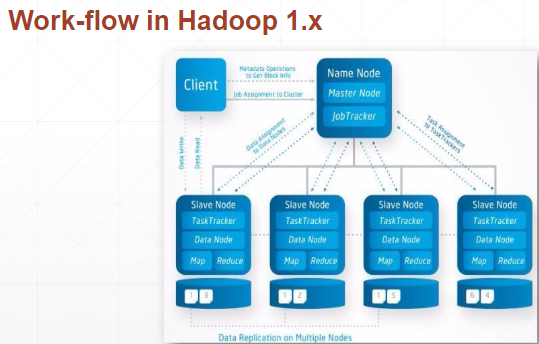 Work-flow in Hadoop 1.x
Client
Metadata Operations
to Get Block Info
Job Assignment to Cluster
Name Node
Master Node
JobTracker
Data Write
Data Read
Data Assignment
to Data Nodes
Task Assignment
to TaskTrackers
Slave Node
TaskTracker
Data Node
Map Reduce
1 3
Slave Node
TaskTracker
Data Node
Map Reduce
1 2
Slave Node
TaskTracker
Data Node
Map Reduce
1 5
Slave Node
TaskTracker
Data Node
Map Reduce
6 4
Data Replication on Multiple Nodes